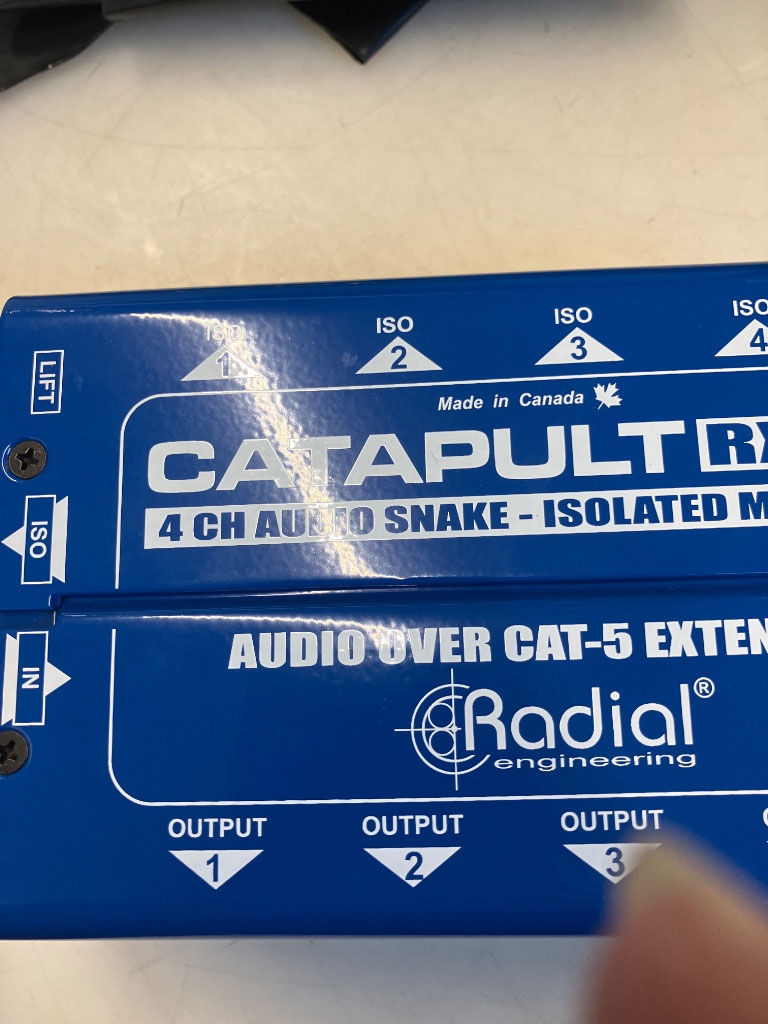 ISO ISO ISO ISO
1 2 3 4
LIFT
Made in Canada
CATAPULT
4 CH AUDIO SNAKE - ISOLATED
ISO
AUDIO OVER CAT-5
IN
Radial®
engineering
OUTPUT OUTPUT OUTPUT
1 2 3